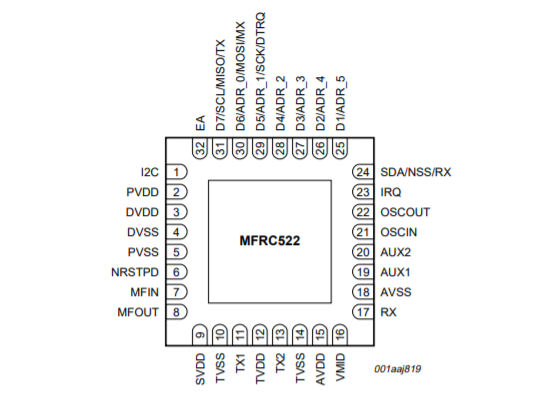 EA
D7/SCL/MISO/TX
D6/ADR_0/MOSI/MX
D5/ADR_1/SCK/DTRQ
D4/ADR_2
D3/ADR_3
D2/ADR_4
D1/ADR_5
32 31 30 29 28 27 26 25
I2C 1 24 SDA/NSS/RX
PVDD 2 23 IRQ
DVDD 3 22 OSCOUT
DVSS 4 21 OSCIN
MFRC522
PVSS 5 20 AUX2
NRSTPD 6 19 AUX1
MFIN 7 18 AVSS
MFOUT 8 17 RX
9 10 11 12 13 14 15 16
SVDD
TVSS
TX1
TVDD
TX2
TVSS
AVDD
VMID
001aaj819